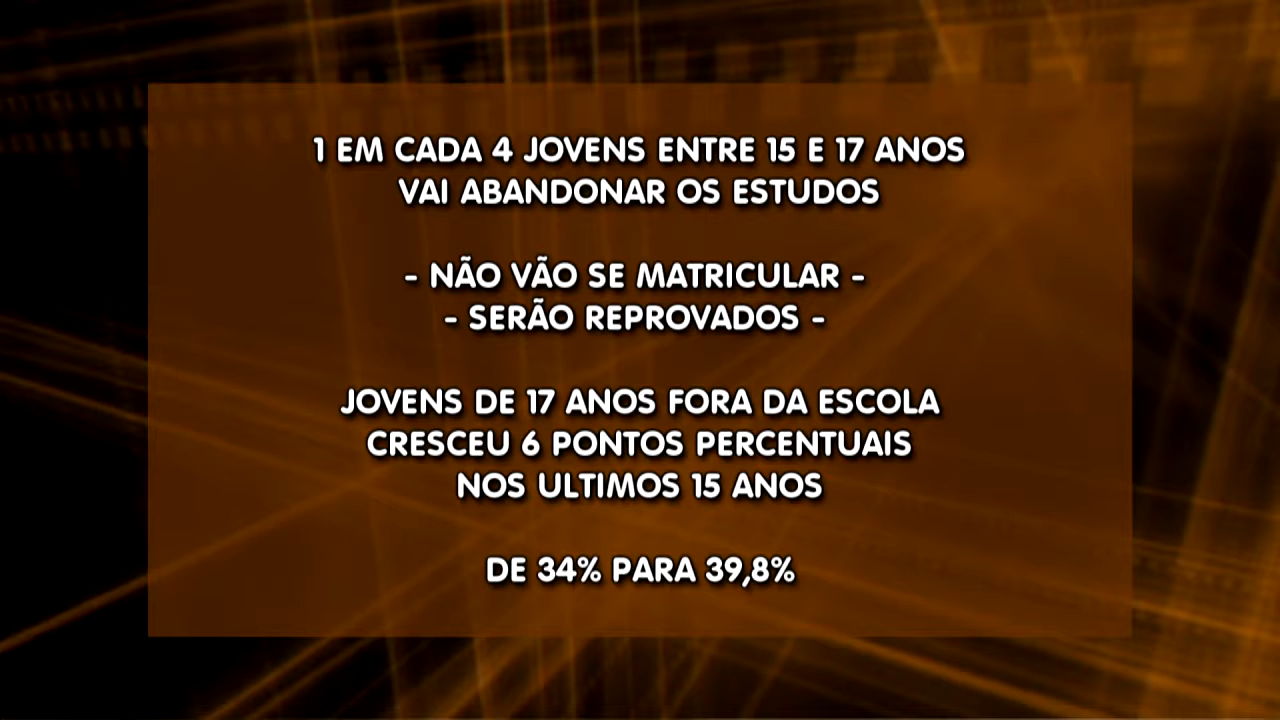 1 EM CADA 4 JOVENS ENTRE 15 E 17 ANOS
VAI ABANDONAR OS ESTUDOS
- NÃO VÃO SE MATRICULAR -
- SERÃO REPROVADOS -
JOVENS DE 17 ANOS FORA DA ESCOLA
CRESCEU 6 PONTOS PERCENTUAIS
NOS ULTIMOS 15 ANOS
DE 34% PARA 39,8%